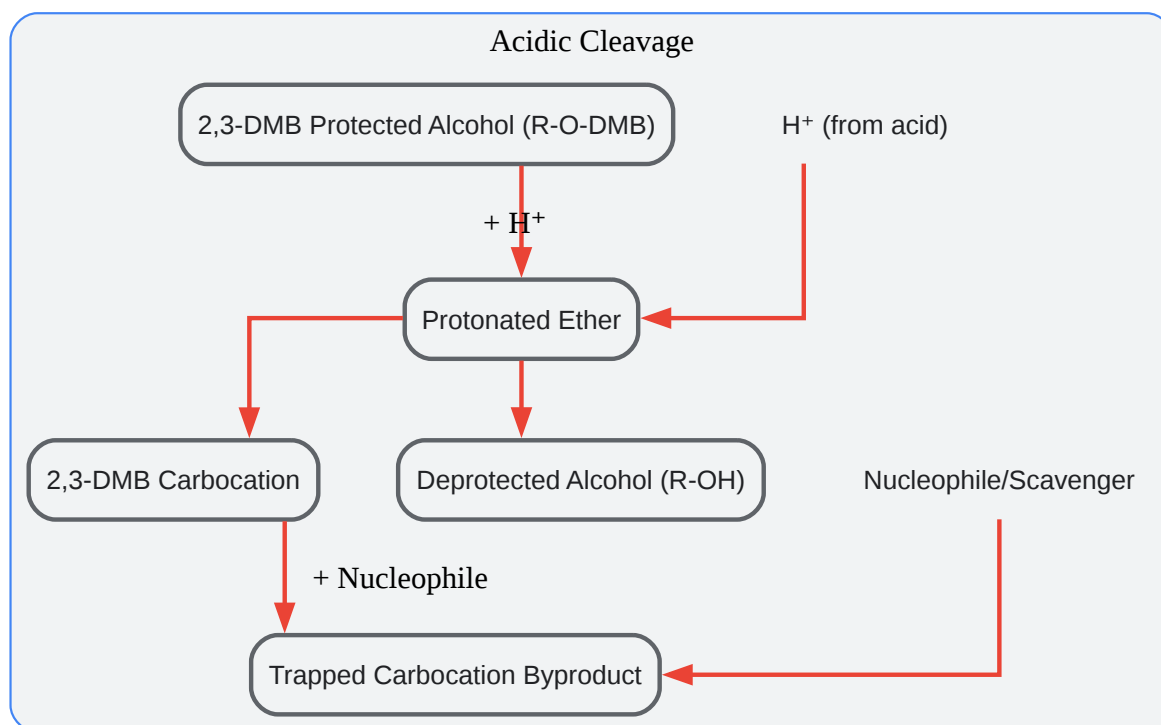 Acidic Cleavage
2,3-DMB Protected Alcohol (R-O-DMB)
H⁺ (from acid)
+ H⁺
Protonated Ether
2,3-DMB Carbocation
Deprotected Alcohol (R-OH)
Nucleophile/Scavenger
+ Nucleophile
Trapped Carbocation Byproduct